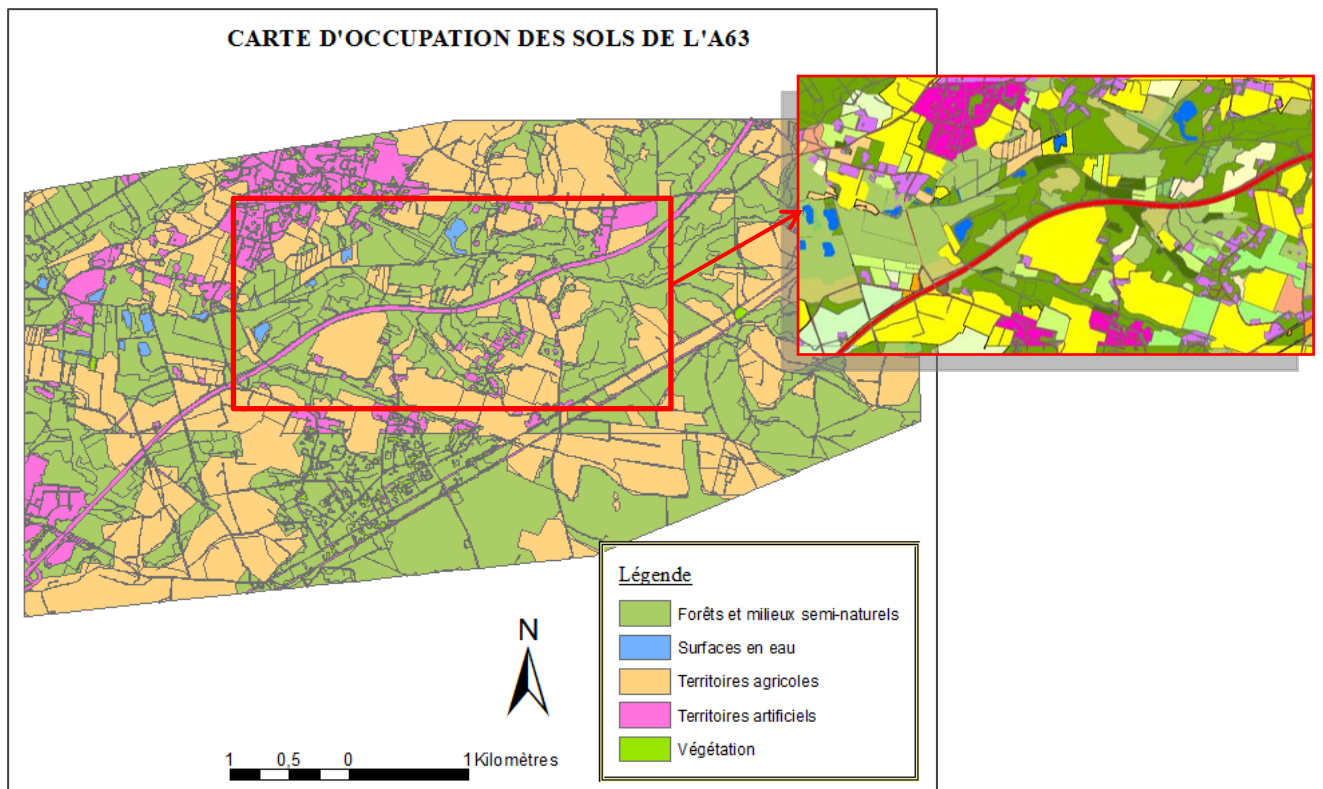 CARTE D'OCCUPATION DES SOLS DE L'A63
Légende
Forêts et milieux semi-naturels
Surfaces en eau
Territoires agricoles
Territoires artificiels
Végétation
N
1 0,5 0 1 Kilomètres